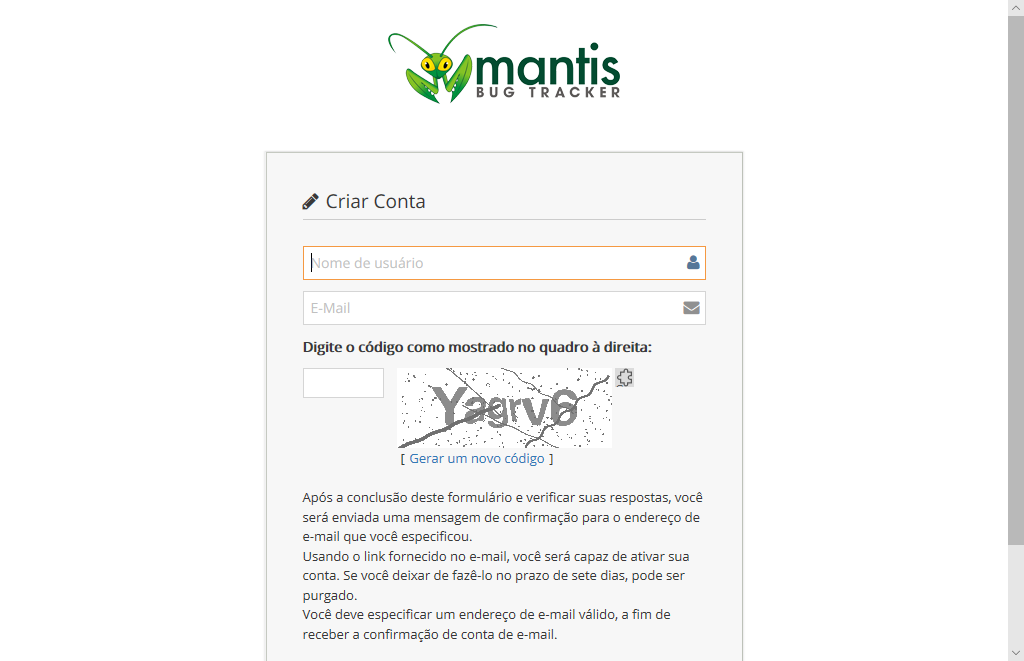 mantis
BUG TRACKER
Criar Conta
Nome de usuário
E-Mail
Digite o código como mostrado no quadro à direita:
Yagrv6
[ Gerar um novo código ]
Após a conclusão deste formulário e verificar suas respostas, você
será enviada uma mensagem de confirmação para o endereço de
e-mail que você especificou.
Usando o link fornecido no e-mail, você será capaz de ativar sua
conta. Se você deixar de fazê-lo no prazo de sete dias, pode ser
purgado.
Você deve especificar um endereço de e-mail válido, a fim de
receber a confirmação de conta de e-mail.